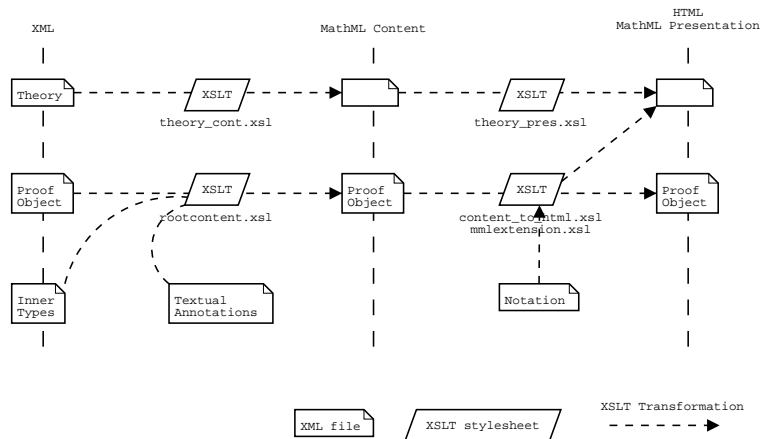 HTML
XML
MathML Content
MathML Presentation
Theory
XSLT
XSLT
theory_cont.xsl
theory_pres.xsl
Proof
Object
XSLT
Proof
Object
XSLT
Proof
Object
rootcontent.xsl
content_to_html.xsl
mmlextension.xsl
Inner
Types
Textual
Annotations
Notation
XSLT Transformation
XML file
XSLT stylesheet